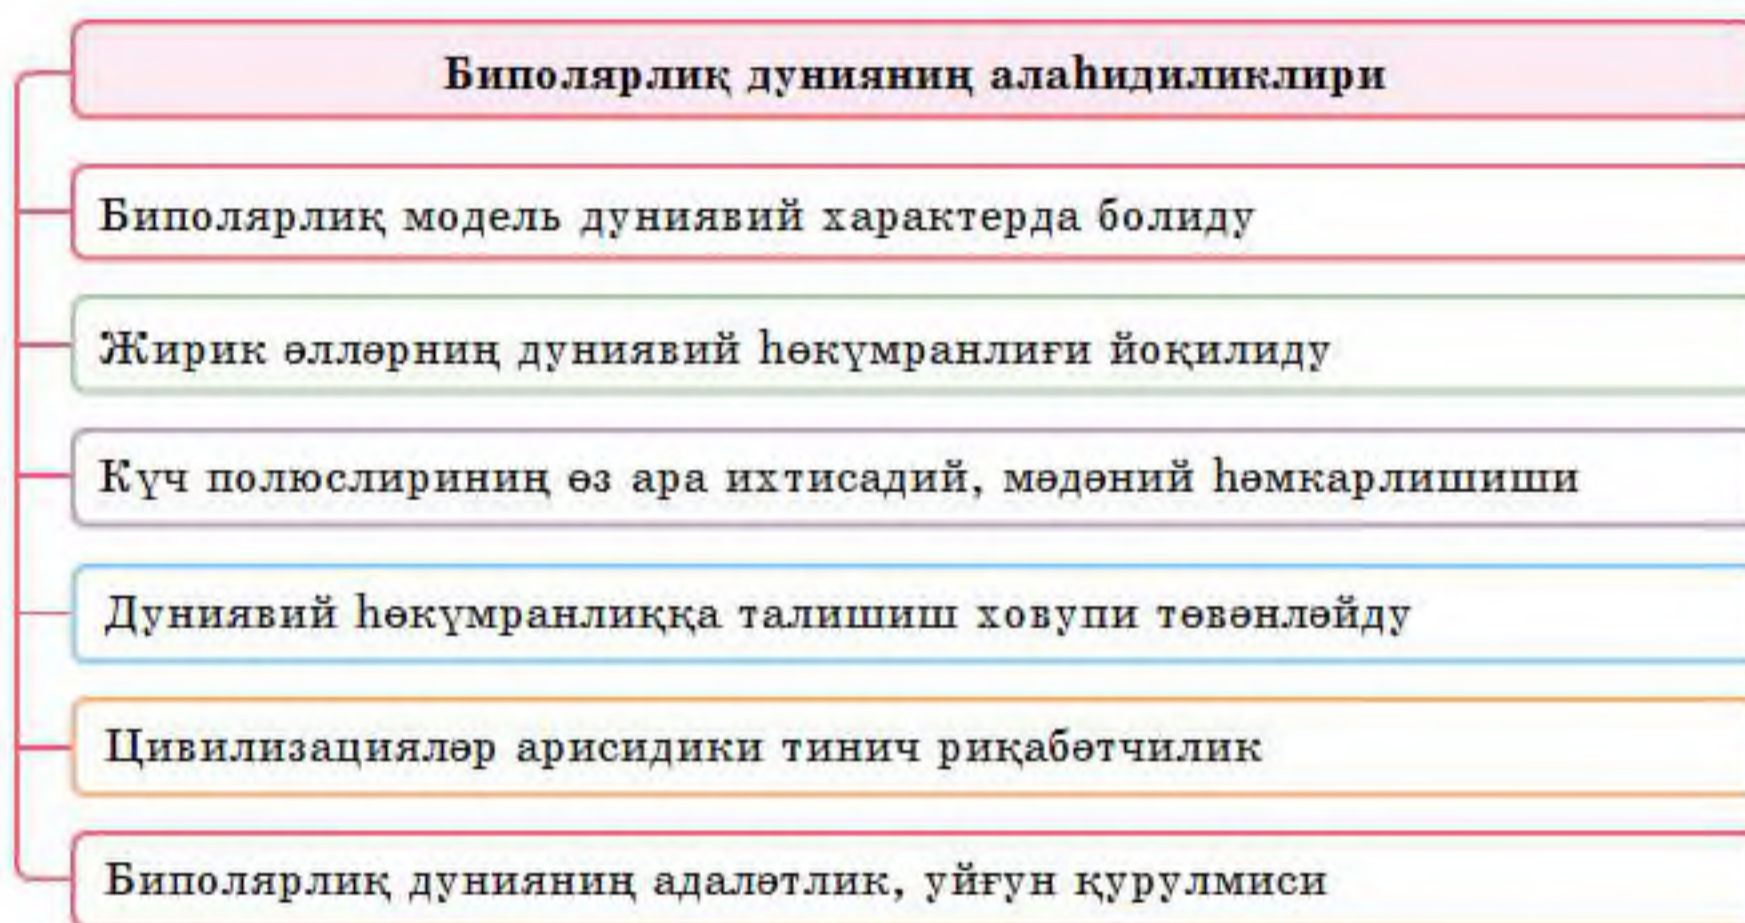 Биполярлиқ дунияниң алаһидиликлири
Биполярлиқ модель дуниявий характерда болиду
Жирик әлләрниң дуниявий һөкүмранлиғи йоқилиду
Күч полюслириниң өз ара ихтисадий, мәдәний һәмкарлишиши
Дуниявий һөкүмранлиққа талишиш ховупи төвәнләйду
Цивилизацияләр арисидики тинич риқабәтчилик
Биполярлиқ дунияниң адаләтлик, уйғун қурулмиси